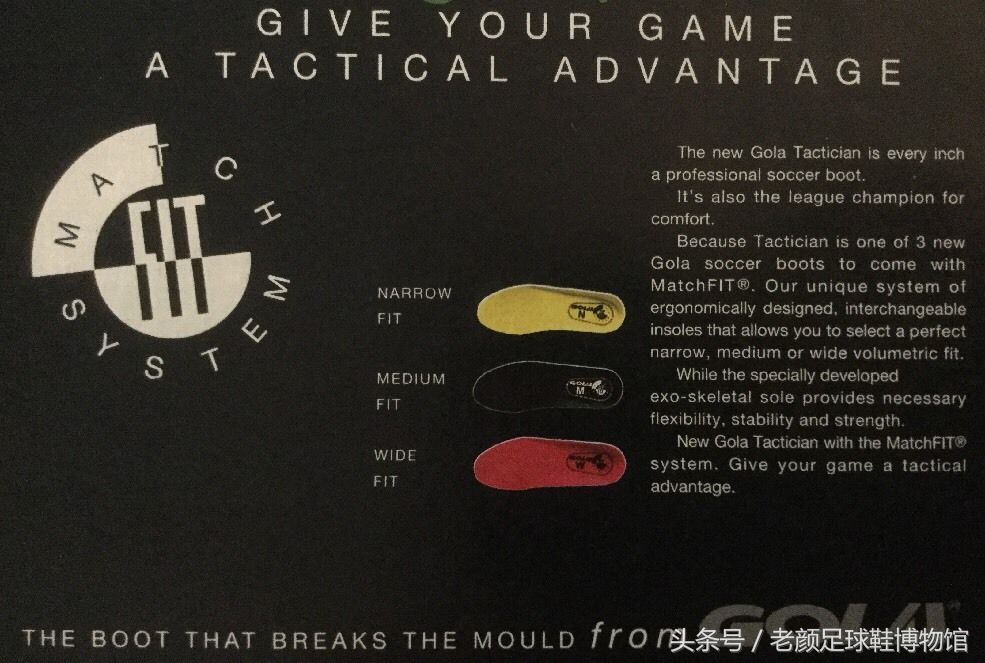 GIVE YOUR GAME
A TACTICAL ADVANTAGE
MATCH
FIT
SYSTEM
NARROW
FIT
N
MEDIUM
FIT
GOLA
M
WIDE
FIT
W
The new Gola Tactician is every inch
a professional soccer boot.
It's also the league champion for
comfort.
Because Tactician is one of 3 new
Gola soccer boots to come with
MatchFIT®. Our unique system of
ergonomically designed, interchangeable
insoles that allows you to select a perfect
narrow, medium or wide volumetric fit.
While the specially developed
exo-skeletal sole provides necessary
flexibility, stability and strength.
New Gola Tactician with the MatchFIT®
system. Give your game a tactical
advantage.
THE BOOT THAT BREAKS THE MOULD from GOLA
头条号 / 老颜足球鞋博物馆